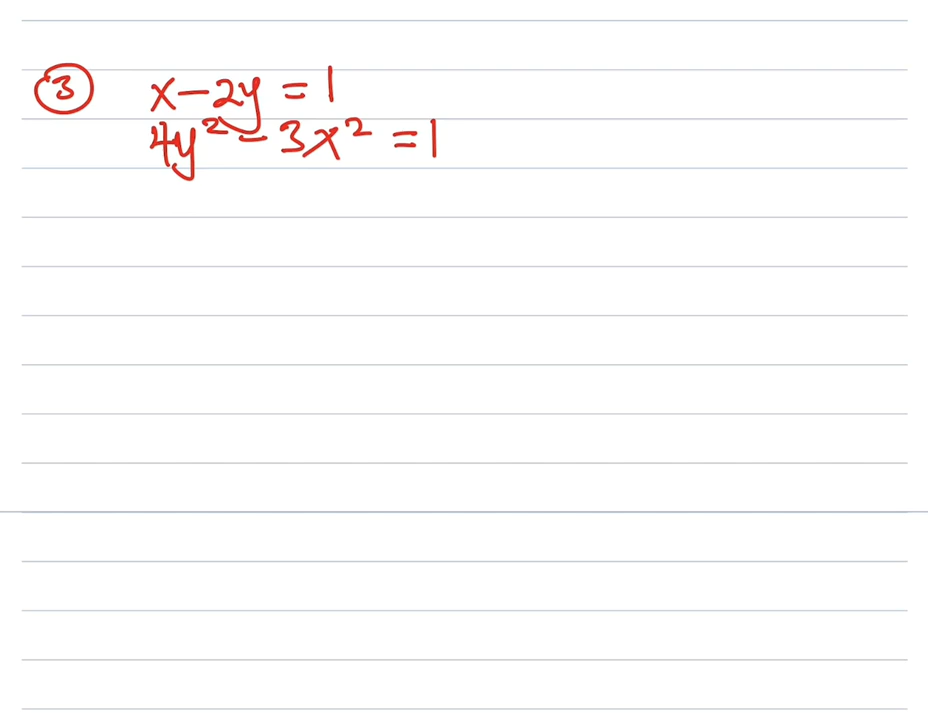 ③ x - 2y = 1
4y² - 3x² = 1